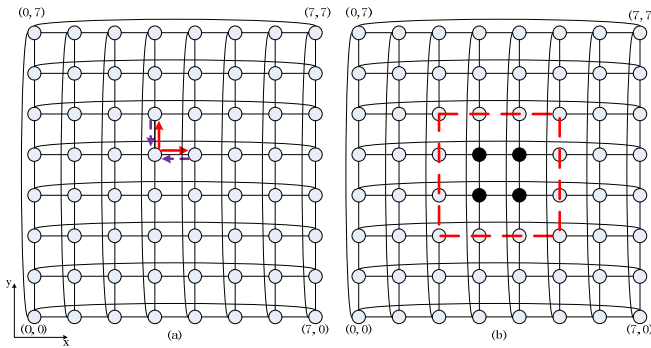 (0, 7)
(7, 7)
(0, 7)
(7, 7
y
x
(0, 0)
(a)
(7, 0)
(0, 0)
(b)
(7, 0)